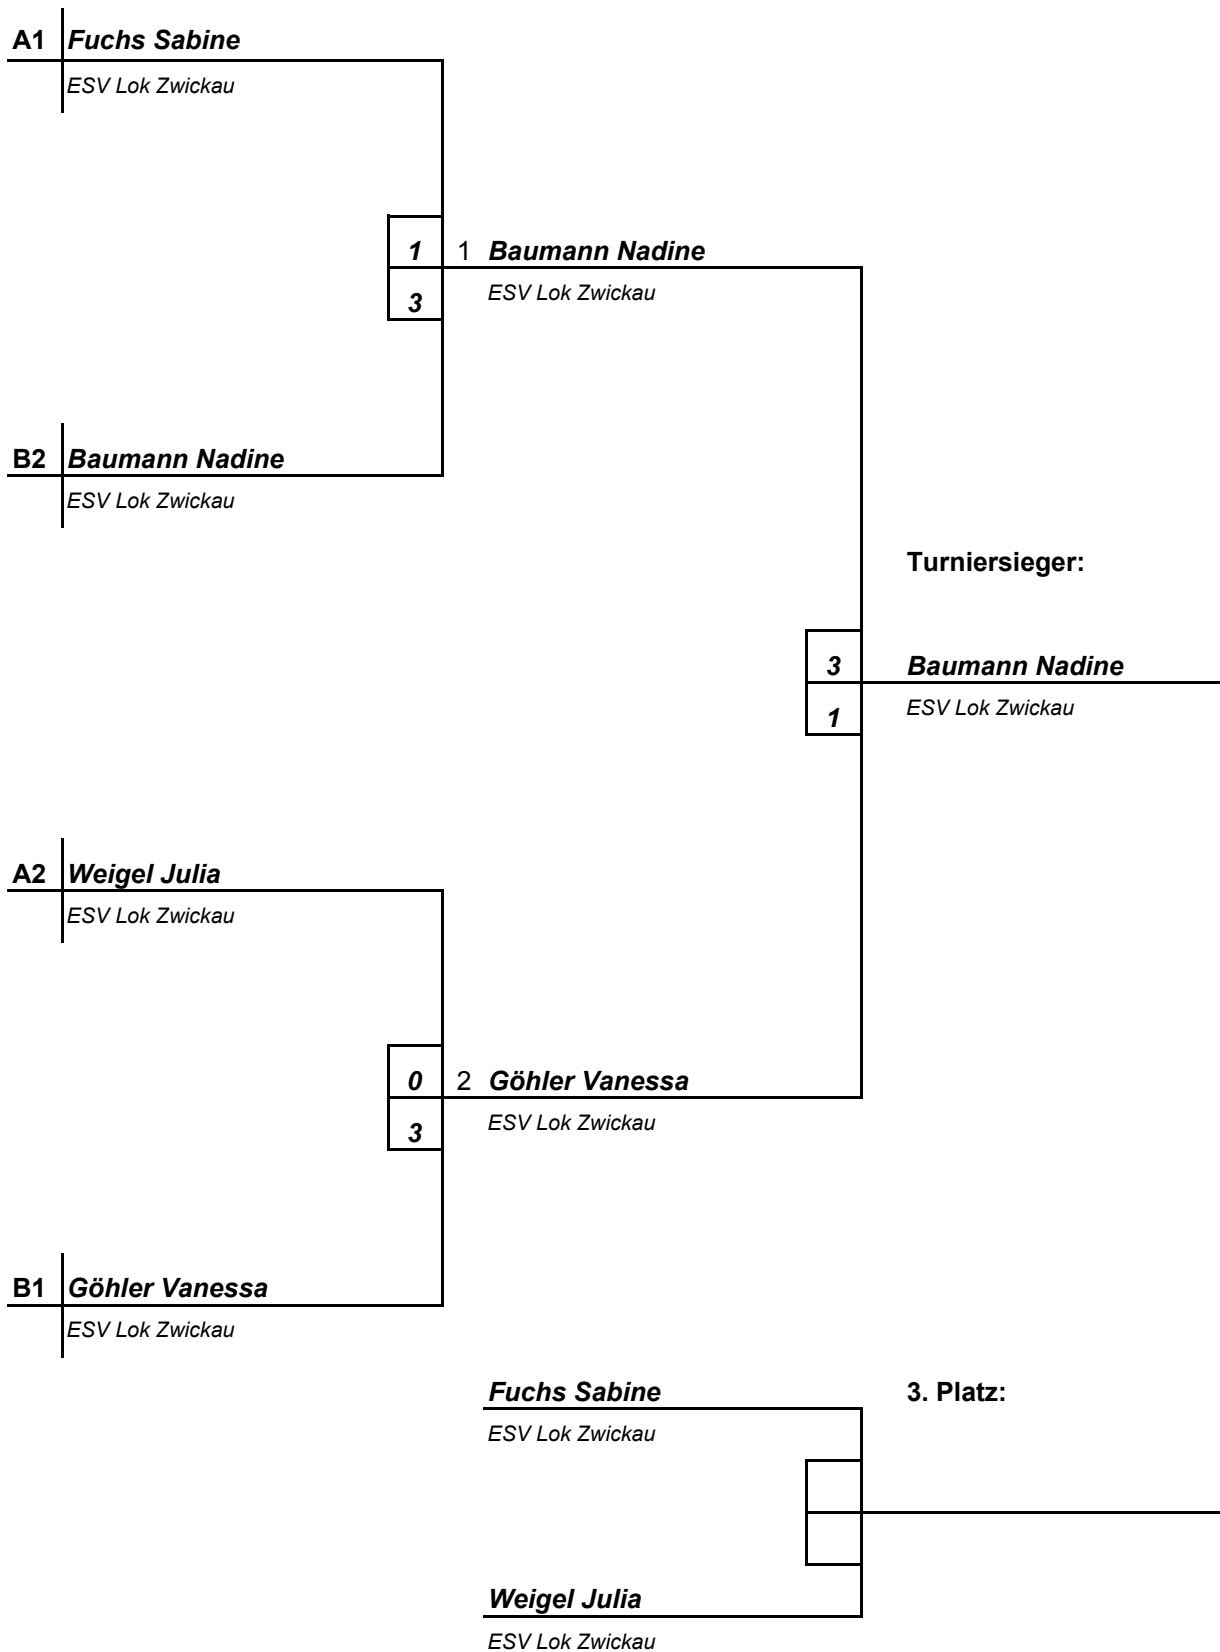 A1 Fuchs Sabine
ESV Lok Zwickau
1 1 Baumann Nadine
3 ESV Lok Zwickau
B2 Baumann Nadine
ESV Lok Zwickau
Turniersieger:
3 Baumann Nadine
1 ESV Lok Zwickau
A2 Weigel Julia
ESV Lok Zwickau
0 2 Göhler Vanessa
3 ESV Lok Zwickau
B1 Göhler Vanessa
ESV Lok Zwickau
Fuchs Sabine 3. Platz:
ESV Lok Zwickau
Weigel Julia
ESV Lok Zwickau